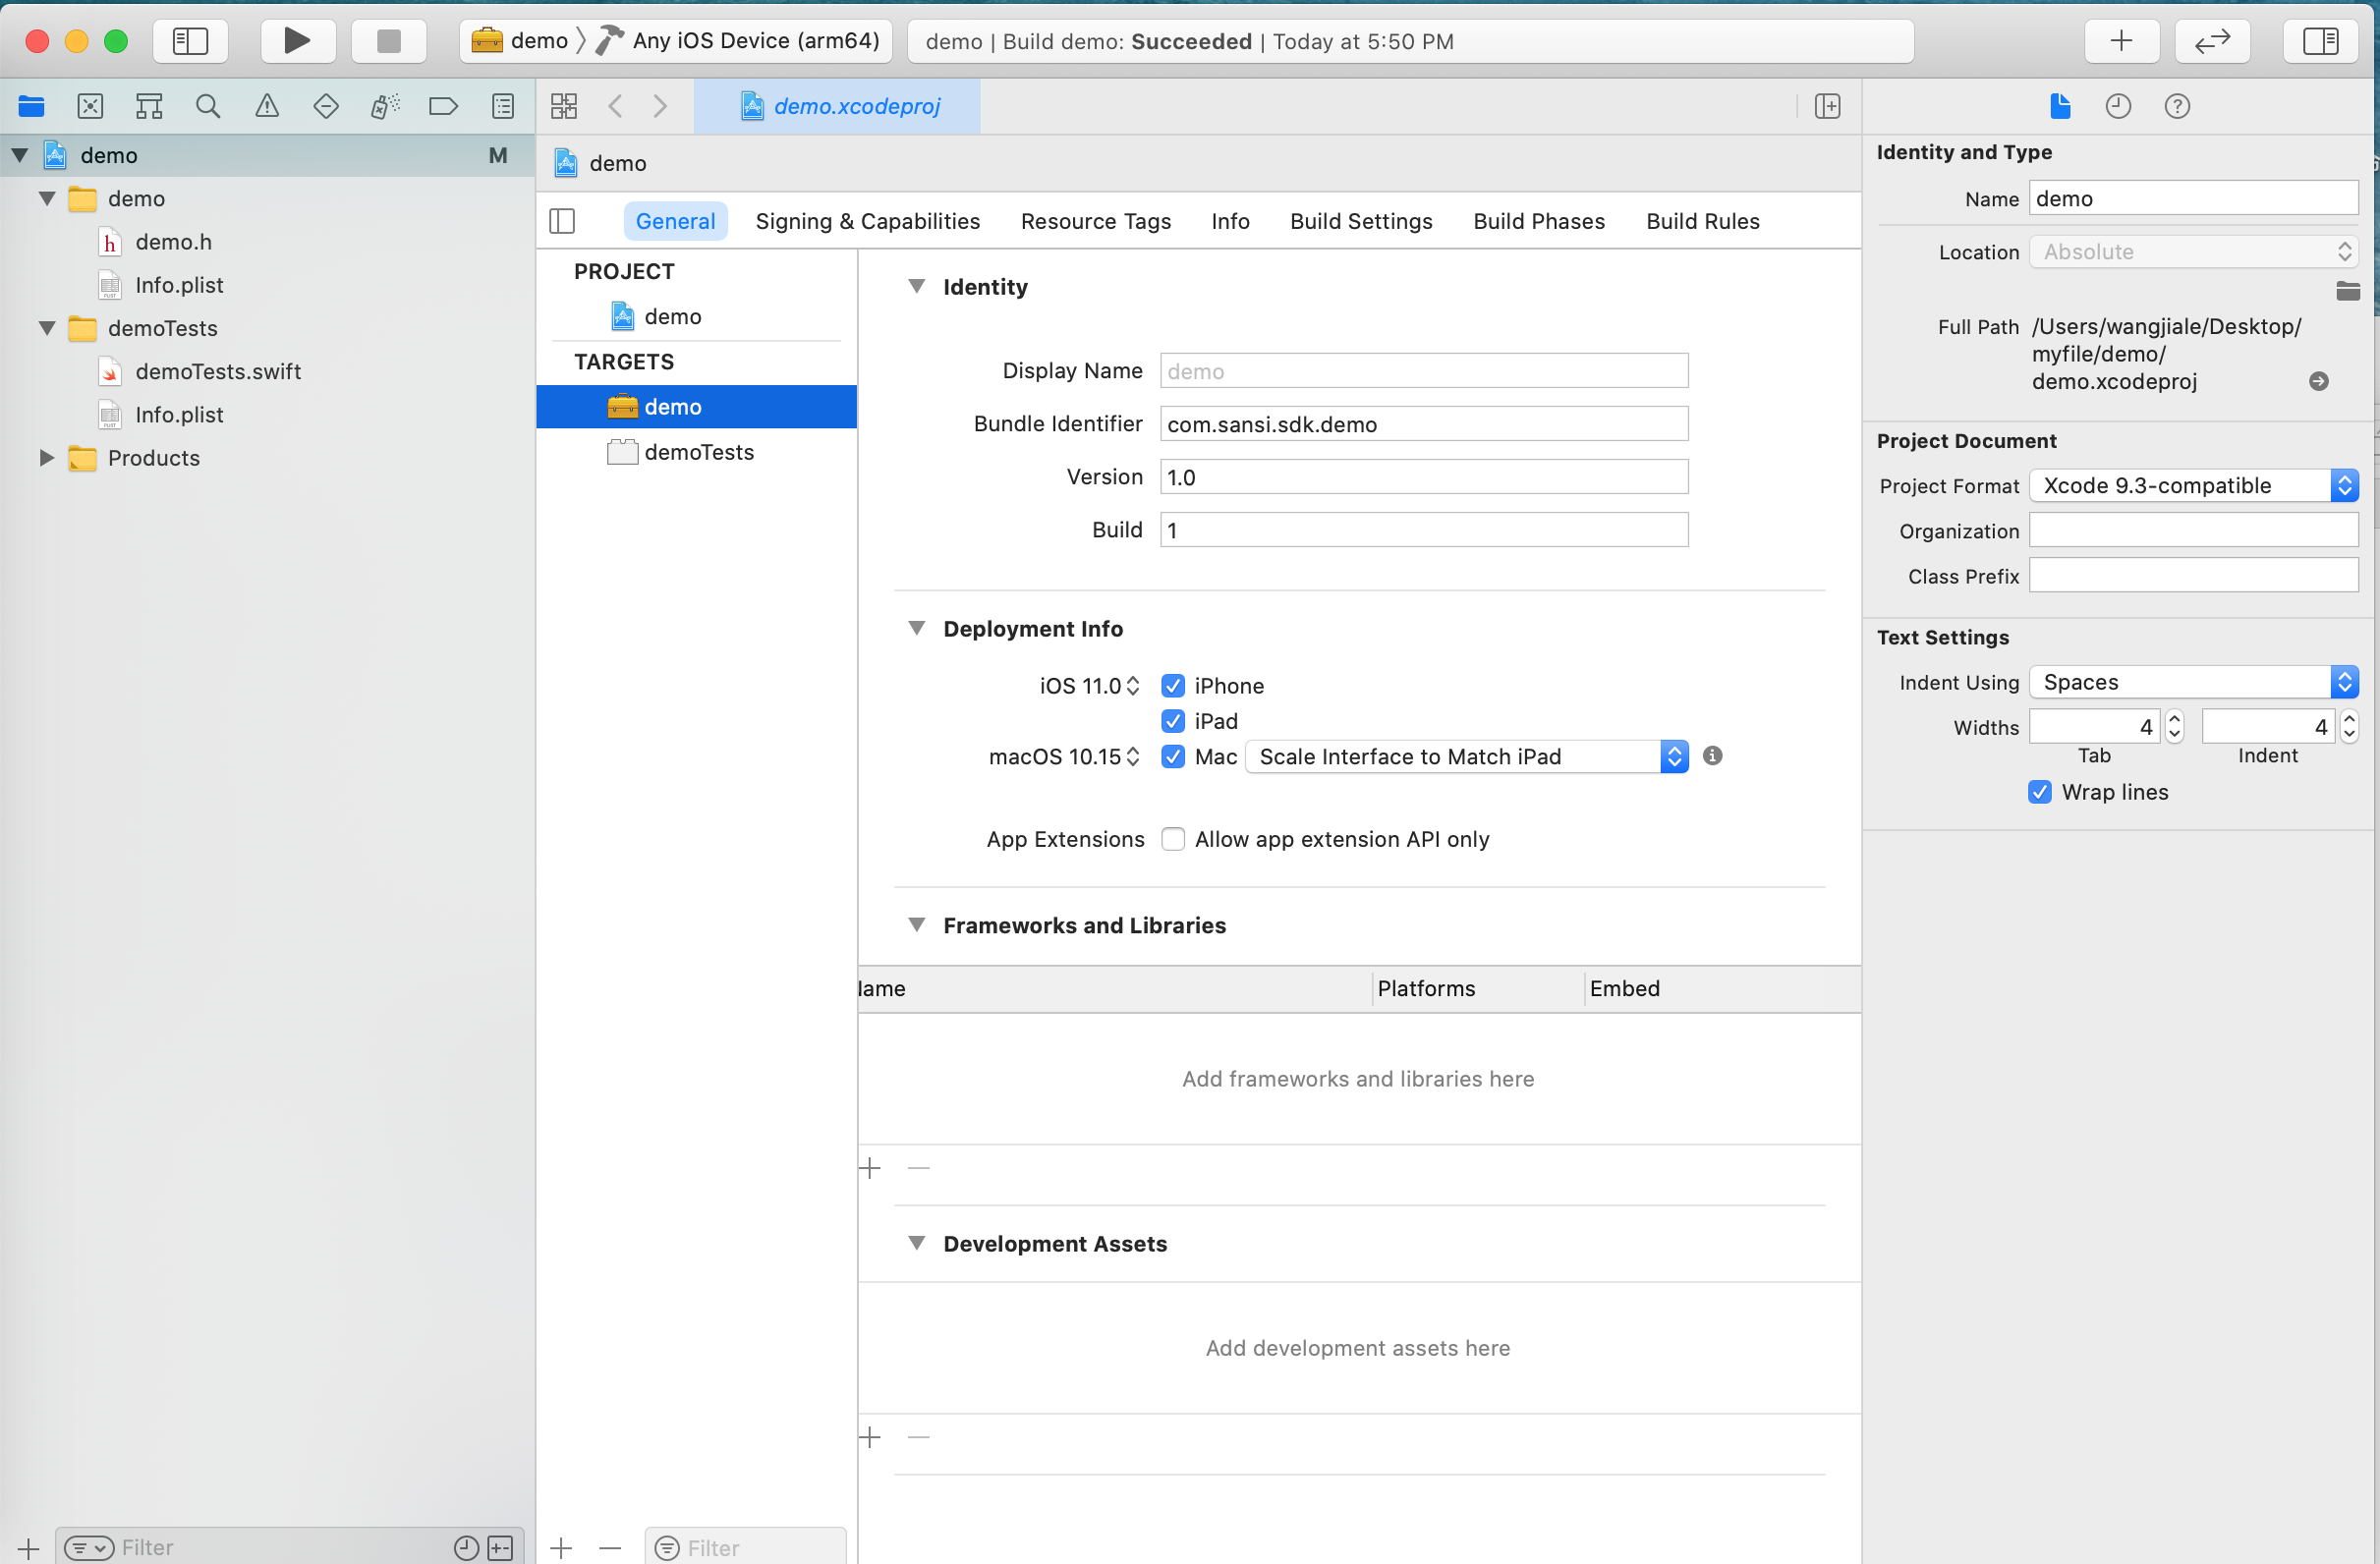 demo 〉 Any iOS Device (arm64)
demo | Build demo: Succeeded | Today at 5:50 PM
demo M
demo
demo.h
Info.plist
demoTests
demoTests.swift
Info.plist
Products
Filter
demo.xcodeproj
demo
General Signing & Capabilities Resource Tags Info Build Settings Build Phases Build Rules
PROJECT
demo
TARGETS
demo
demoTests
Filter
Identity
Display Name demo
Bundle Identifier com.sansi.sdk.demo
Version 1.0
Build 1
Deployment Info
iOS 11.0 iPhone
iPad
macOS 10.15 Mac Scale Interface to Match iPad
App Extensions Allow app extension API only
Frameworks and Libraries
lame Platforms Embed
Add frameworks and libraries here
Development Assets
Add development assets here
Identity and Type
Name demo
Location Absolute
Full Path /Users/wangjiale/Desktop/
myfile/demo/
demo.xcodeproj
Project Document
Project Format Xcode 9.3-compatible
Organization
Class Prefix
Text Settings
Indent Using Spaces
Widths 4 4
Tab Indent
Wrap lines